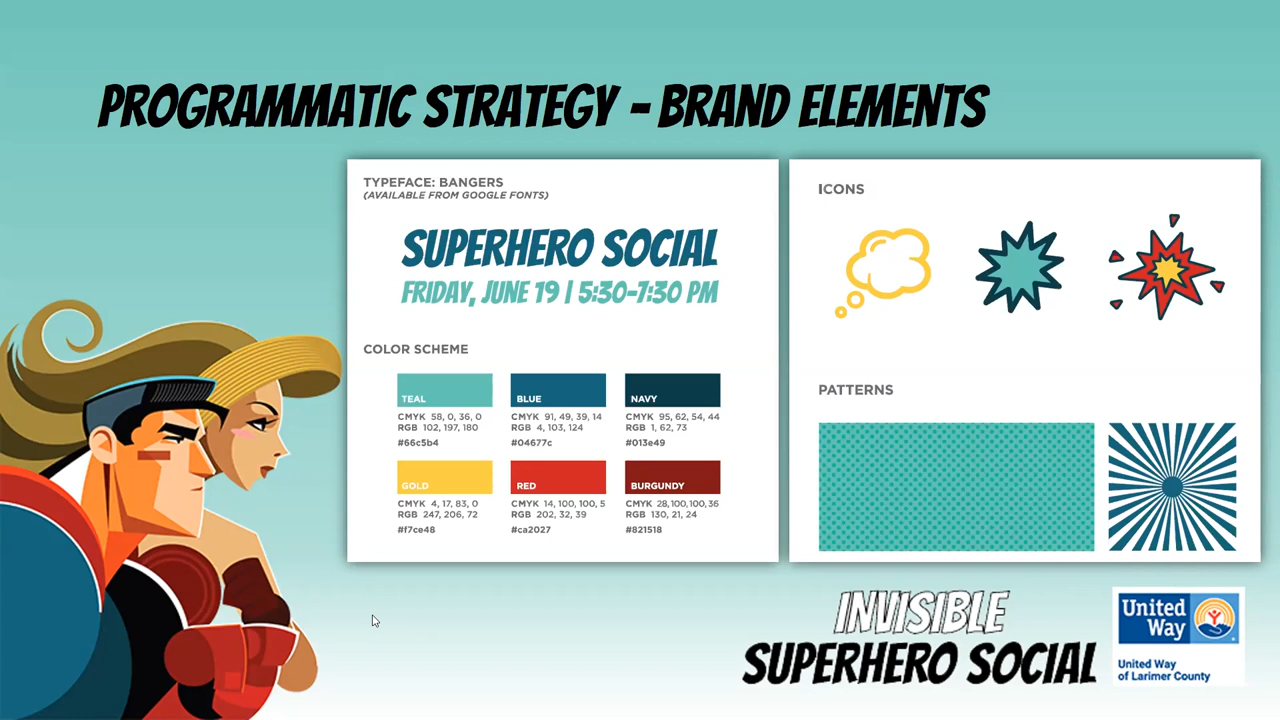 PROGRAMMATIC STRATEGY - BRAND ELEMENTS
TYPEFACE: BANGERS
(AVAILABLE FROM GOOGLE FONTS)
SUPERHERO SOCIAL
FRIDAY, JUNE 19 | 5:30-7:30 PM
COLOR SCHEME
TEAL
CMYK 58, 0, 36, 0
RGB 102, 197, 180
#66c5b4
BLUE
CMYK 91, 49, 39, 14
RGB 4, 103, 124
#04677c
NAVY
CMYK 95, 62, 54, 44
RGB 1, 62, 73
#013e49
GOLD
CMYK 4, 17, 83, 0
RGB 247, 206, 72
#f7ce48
RED
CMYK 14, 100, 100, 5
RGB 202, 32, 39
#ca2027
BURGUNDY
CMYK 28, 100, 100, 36
RGB 130, 21, 24
#821518
ICONS
PATTERNS
INVISIBLE
SUPERHERO SOCIAL
United
Way
United Way
of Larimer County